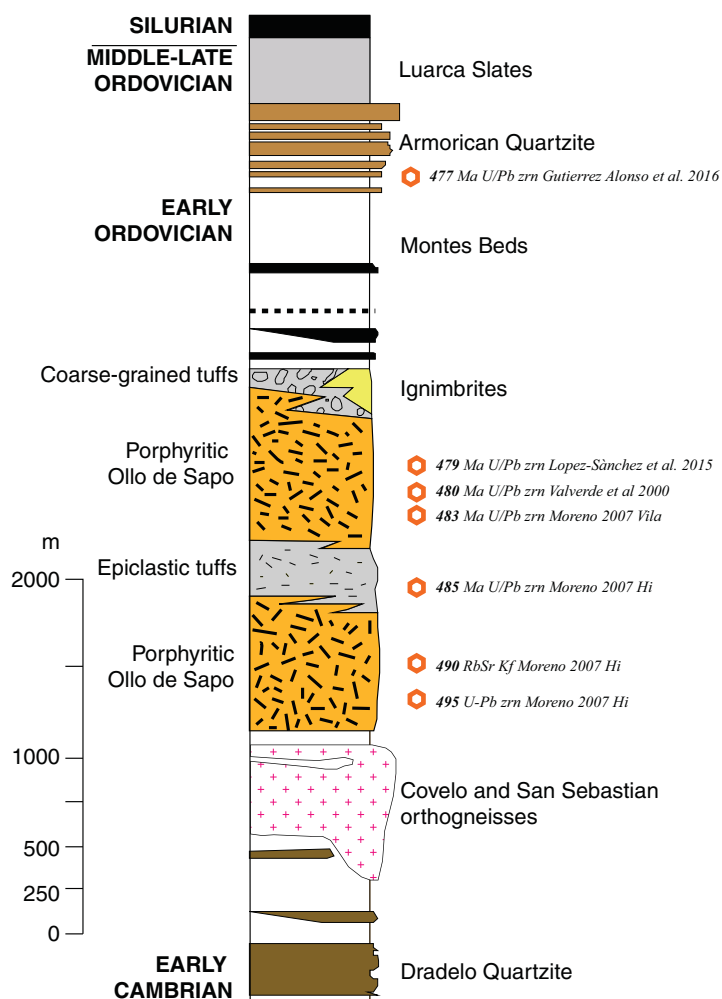 SILURIAN
MIDDLE-LATE
ORDOVICIAN
Luarca Slates
Armorican Quartzite
477 Ma U/Pb zrn Gutierrez Alonso et al. 2016
EARLY
ORDOVICIAN
Montes Beds
Coarse-grained tuffs
Ignimbrites
Porphyritic
Ollo de Sapo
479 Ma U/Pb zrn Lopez-Sànchez et al. 2015
480 Ma U/Pb zrn Valverde et al 2000
483 Ma U/Pb zrn Moreno 2007 Vila
m
2000
Epiclastic tuffs
485 Ma U/Pb zrn Moreno 2007 Hi
Porphyritic
Ollo de Sapo
490 RbSr Kf Moreno 2007 Hi
495 U-Pb zrn Moreno 2007 Hi
1000
Covelo and San Sebastian
orthogneisses
500
250
0
EARLY
CAMBRIAN
Dradelo Quartzite